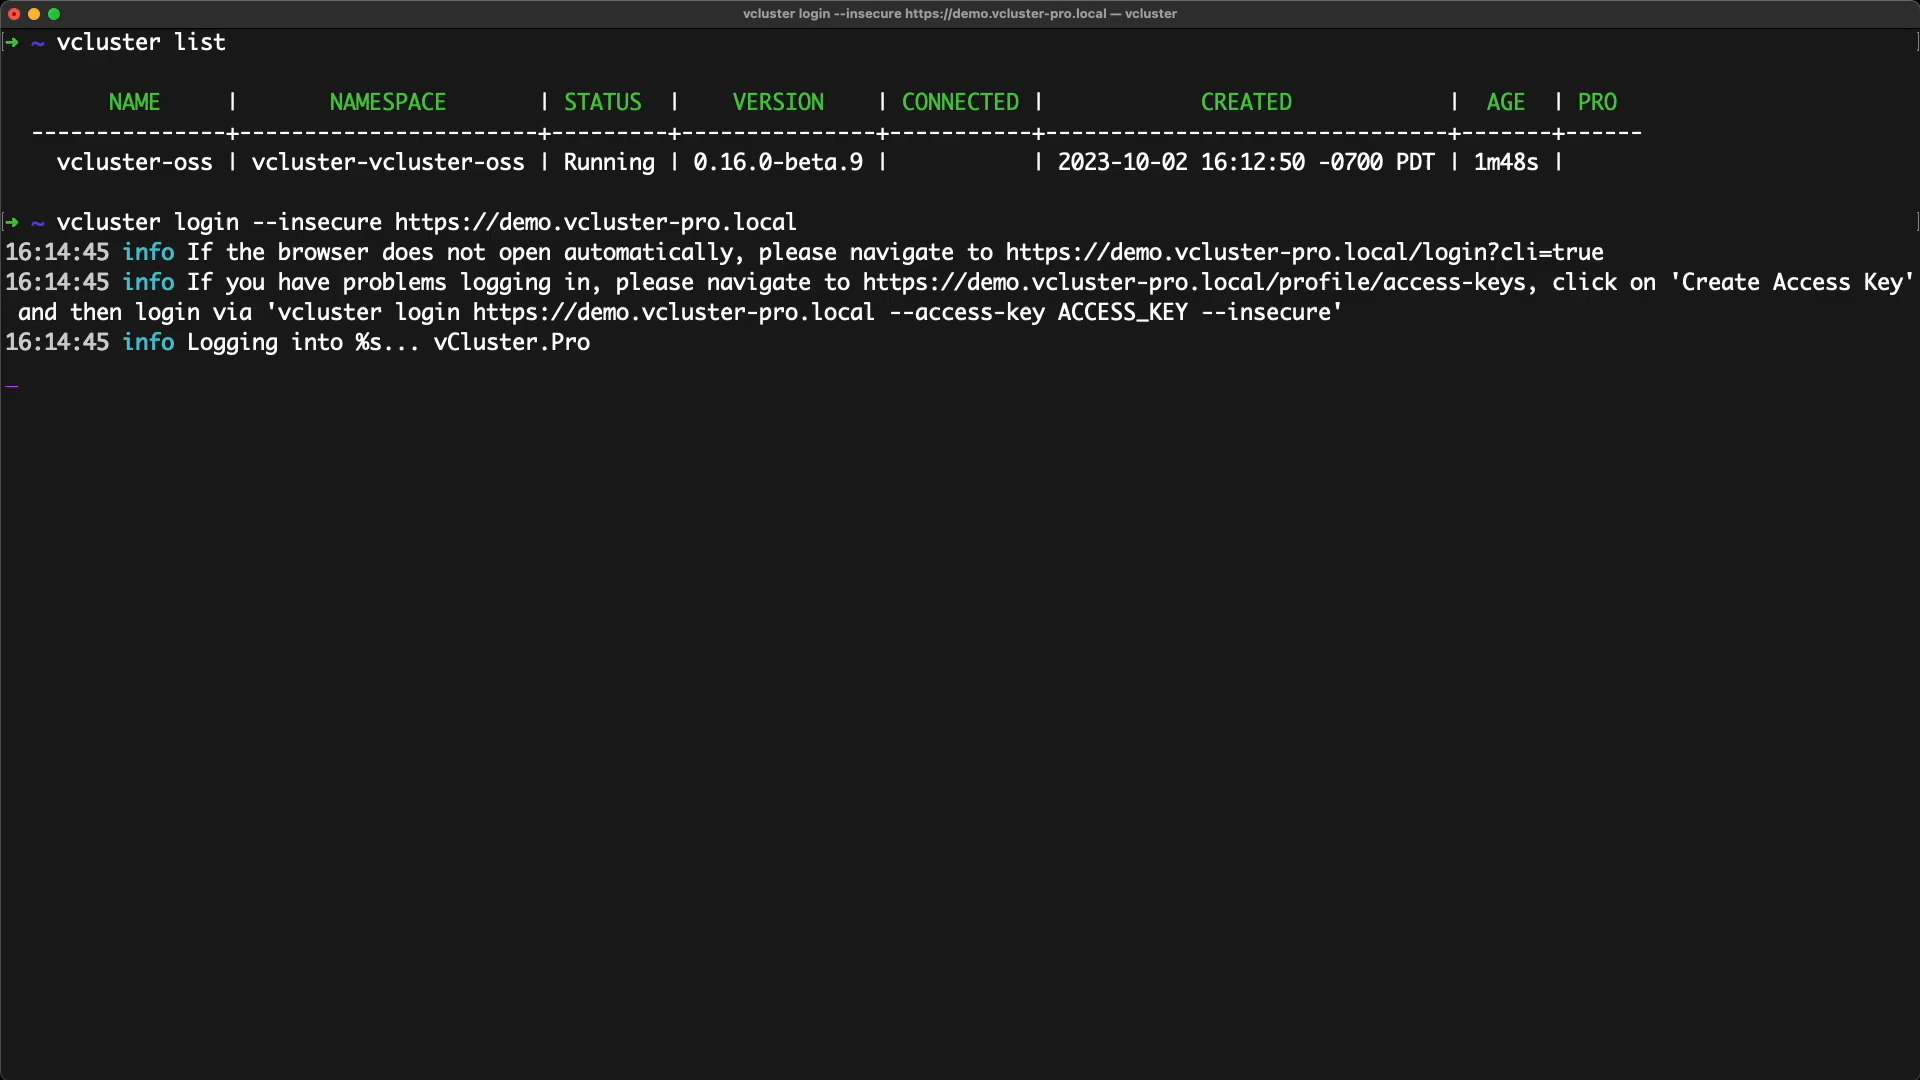 vcluster login --insecure https://demo.vcluster-pro.local — vcluster
➜ ~ vcluster list
NAME | NAMESPACE | STATUS | VERSION | CONNECTED | CREATED | AGE | PRO
---------------+-----------------------+---------+---------------+-----------+-------------------------------+-------+------
vcluster-oss | vcluster-vcluster-oss | Running | 0.16.0-beta.9 | | 2023-10-02 16:12:50 -0700 PDT | 1m48s |
➜ ~ vcluster login --insecure https://demo.vcluster-pro.local
16:14:45 info If the browser does not open automatically, please navigate to https://demo.vcluster-pro.local/login?cli=true
16:14:45 info If you have problems logging in, please navigate to https://demo.vcluster-pro.local/profile/access-keys, click on 'Create Access Key'
and then login via 'vcluster login https://demo.vcluster-pro.local --access-key ACCESS_KEY --insecure'
16:14:45 info Logging into %s... vCluster.Pro